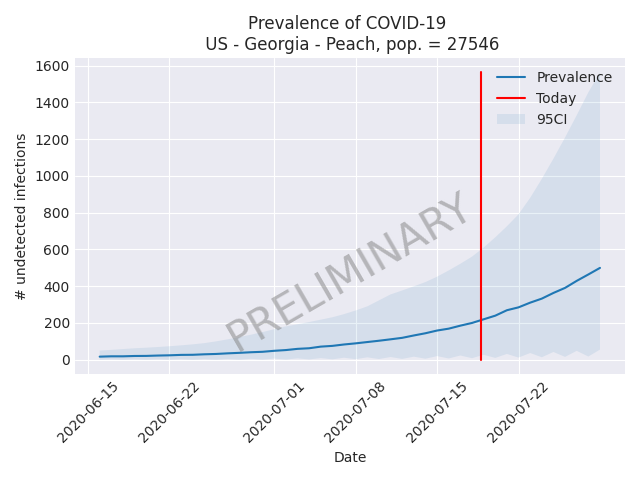 Prevalence of COVID-19
US - Georgia - Peach, pop. = 27546
1600
1400
1200
1000
800
600
400
200
0
# undetected infections
Prevalence
Today
95CI
PRELIMINARY
2020-06-15
2020-06-22
2020-07-01
2020-07-08
2020-07-15
2020-07-22
Date